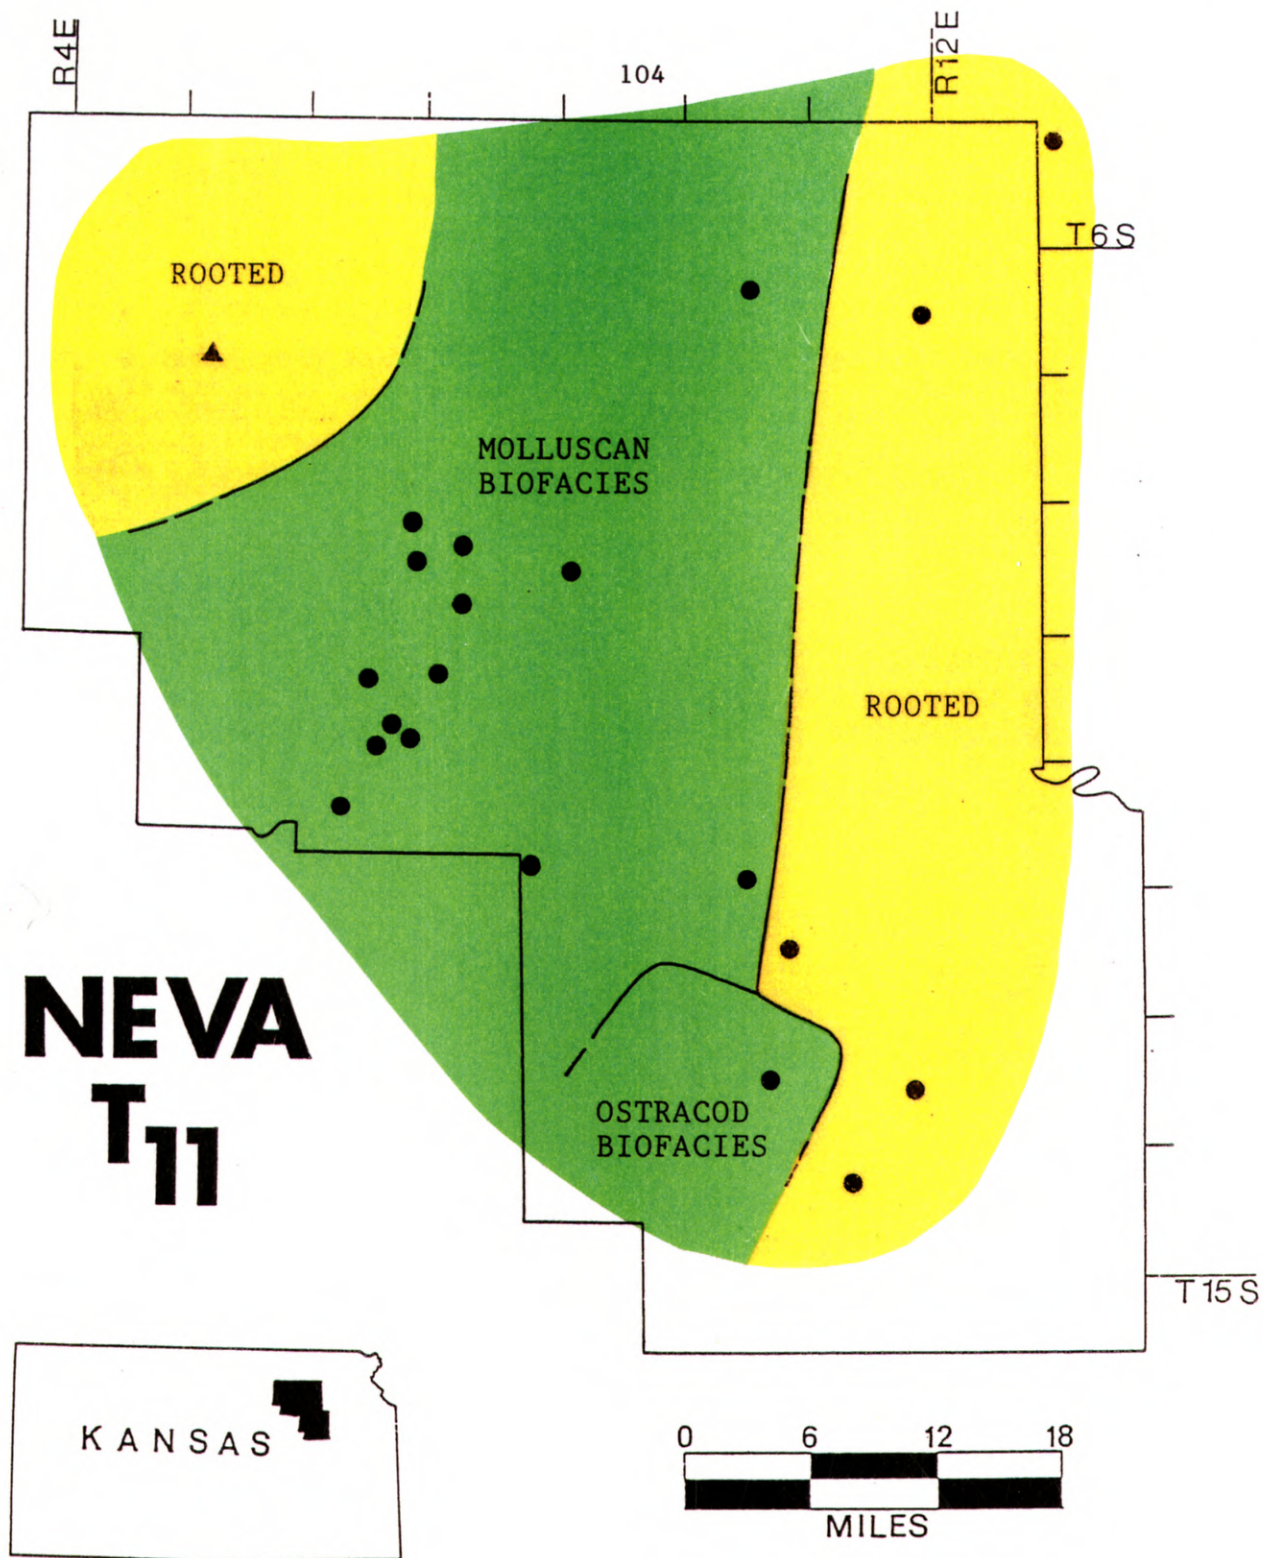 R4E
104
R12E
T6S
ROOTED
MOLLUSCAN
BIOFACIES
ROOTED
NEVA
T11
OSTRACOD
BIOFACIES
T15S
KANSAS
0 6 12 18
MILES